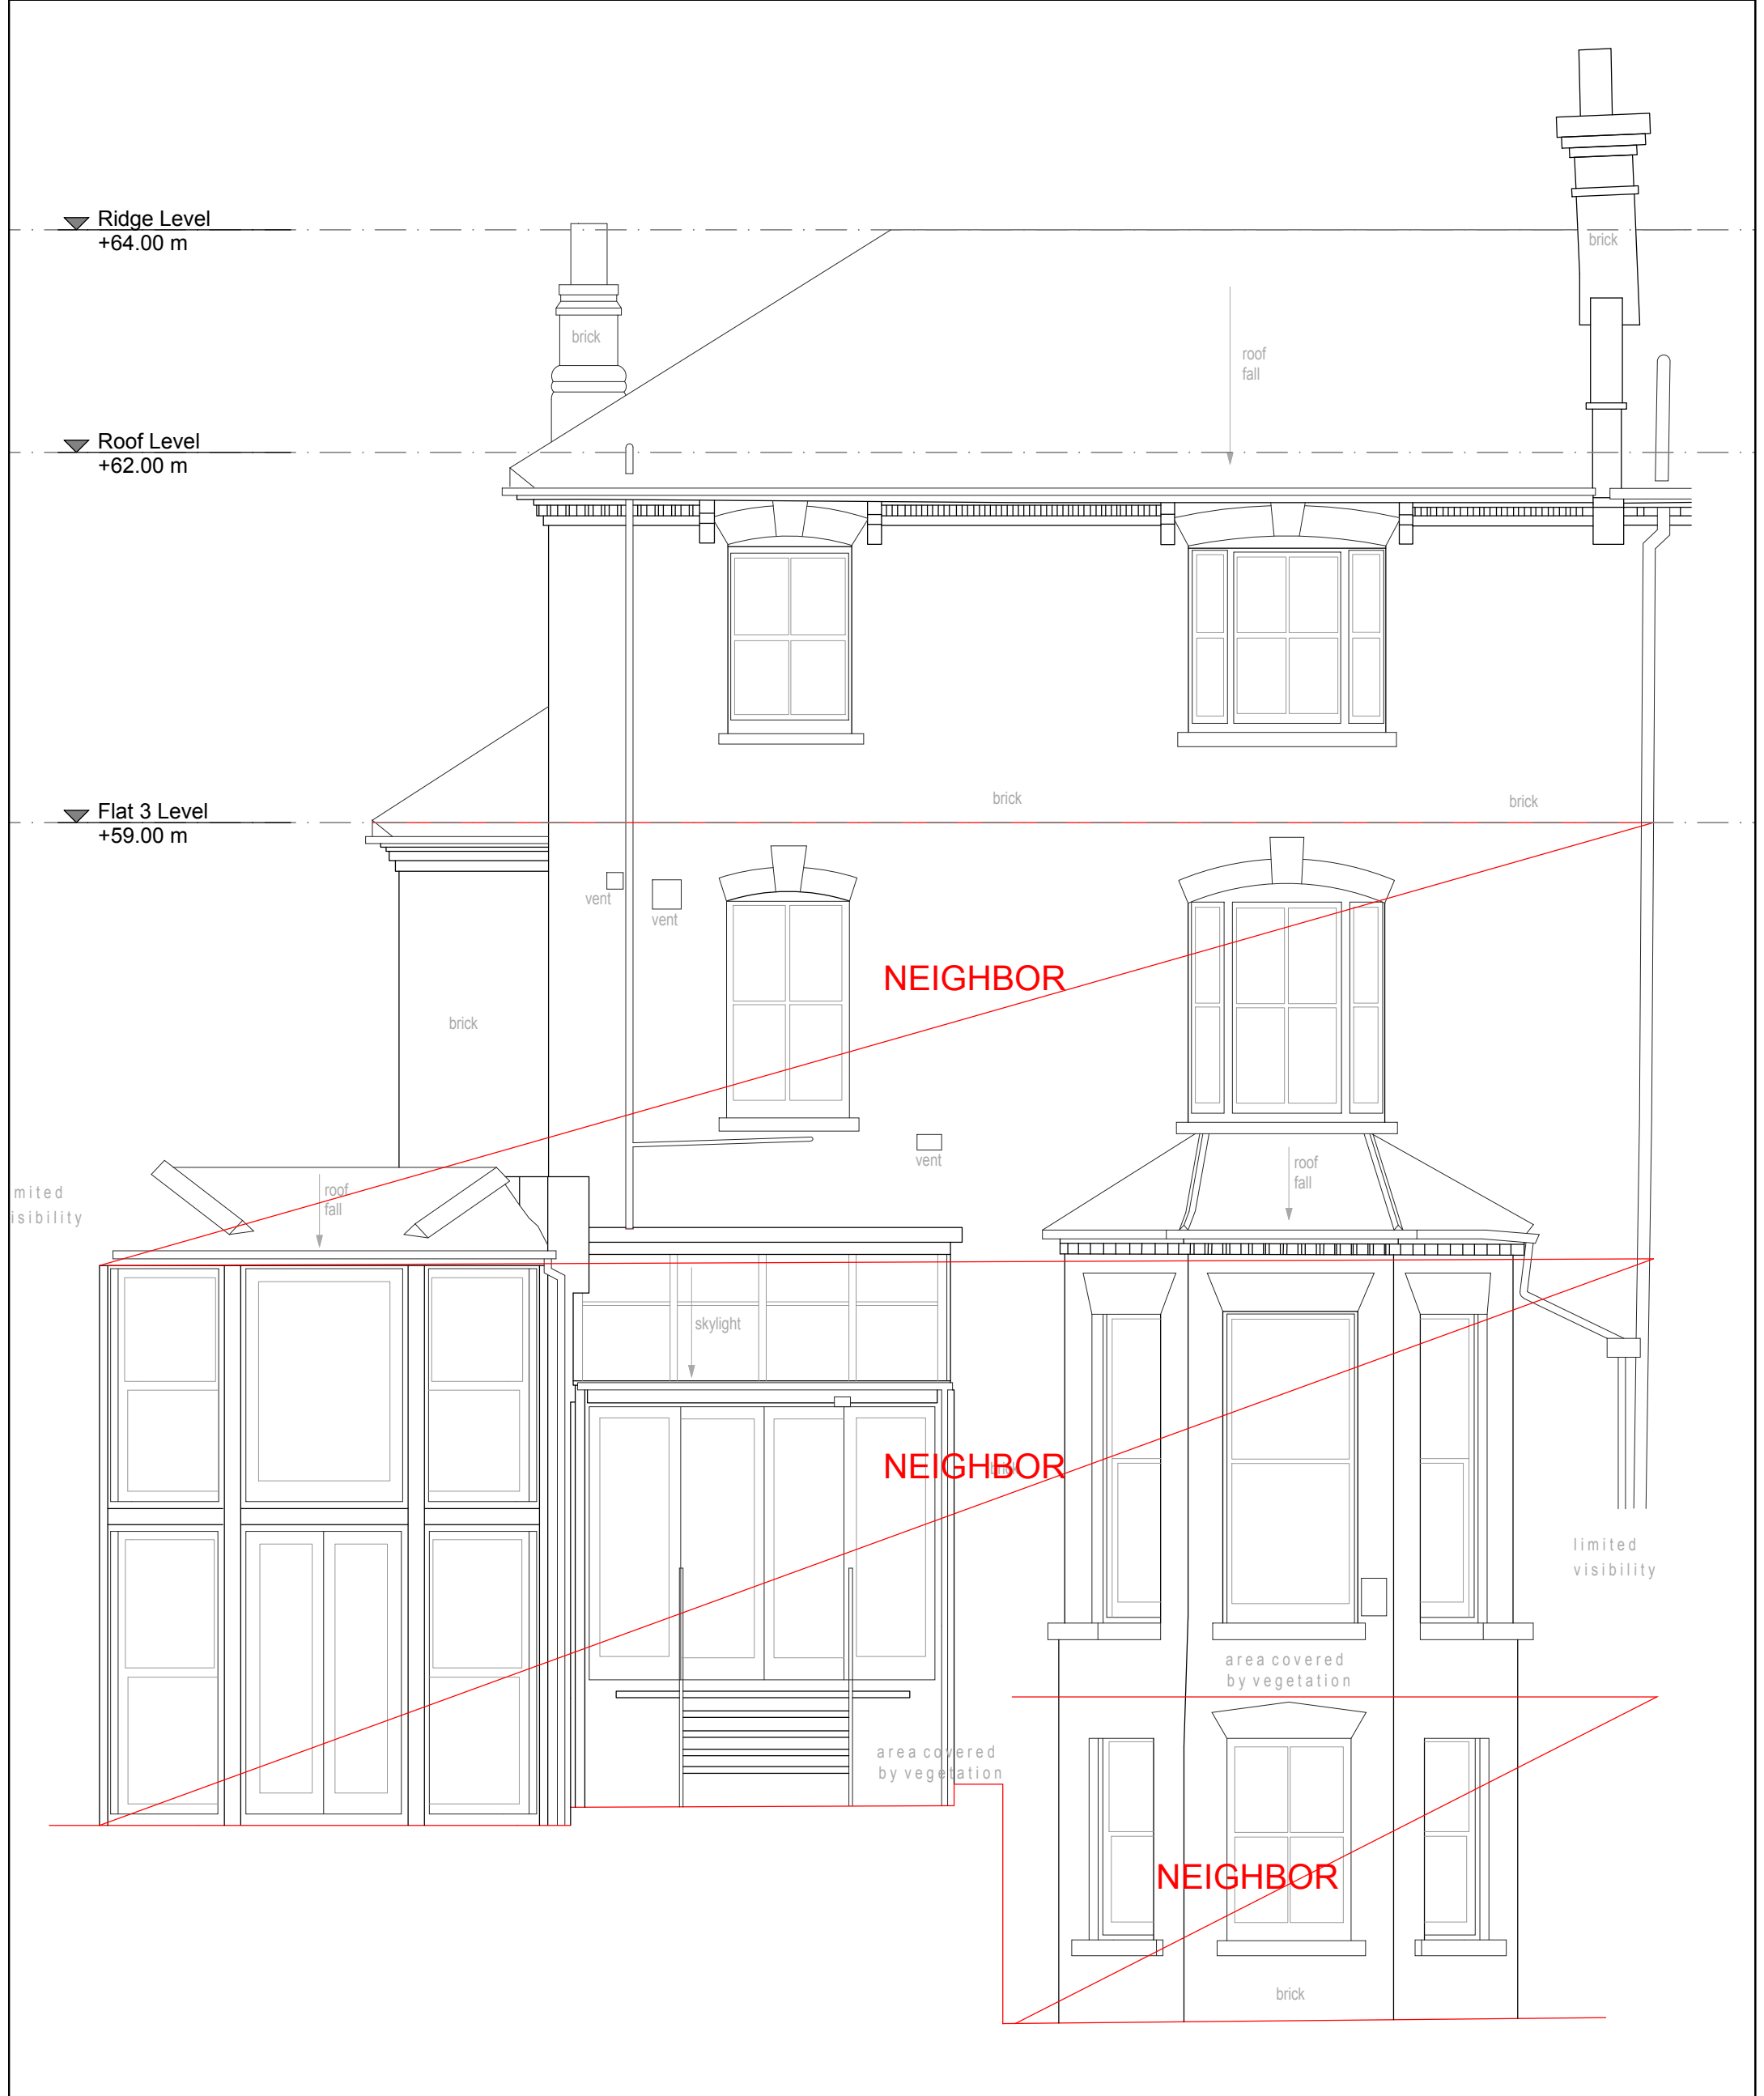 Ridge Level
+64.00 m
brick
brick
roof
fall
Roof Level
+62.00 m
brick
brick
Flat 3 Level
+59.00 m
vent
vent
NEIGHBOR
brick
vent
roof
fall
roof
fall
mited
isibility
skylight
NEIGHBOR
brick
limited
visibility
area covered
by vegetation
area covered
by vegetation
NEIGHBOR
brick